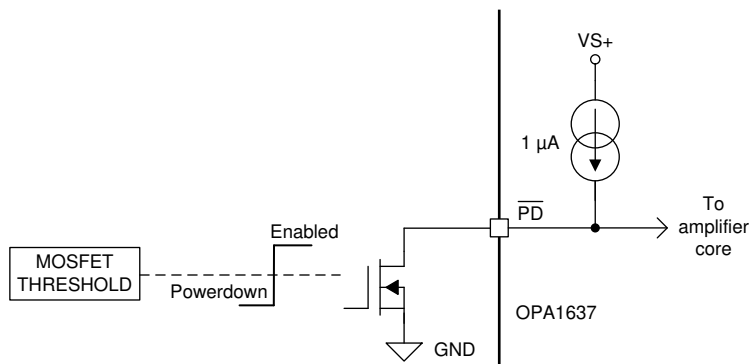 VS+
1 µA
PD
To
amplifier
core
Enabled
MOSFET
THRESHOLD
Powerdown
OPA1637
GND